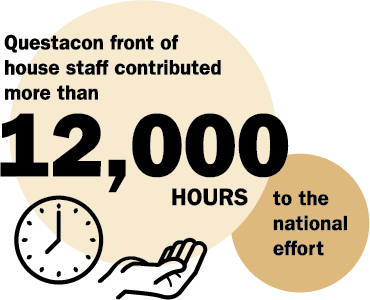 Questacon front of
house staff contributed
more than
12,000
HOURS
to the
national
effort